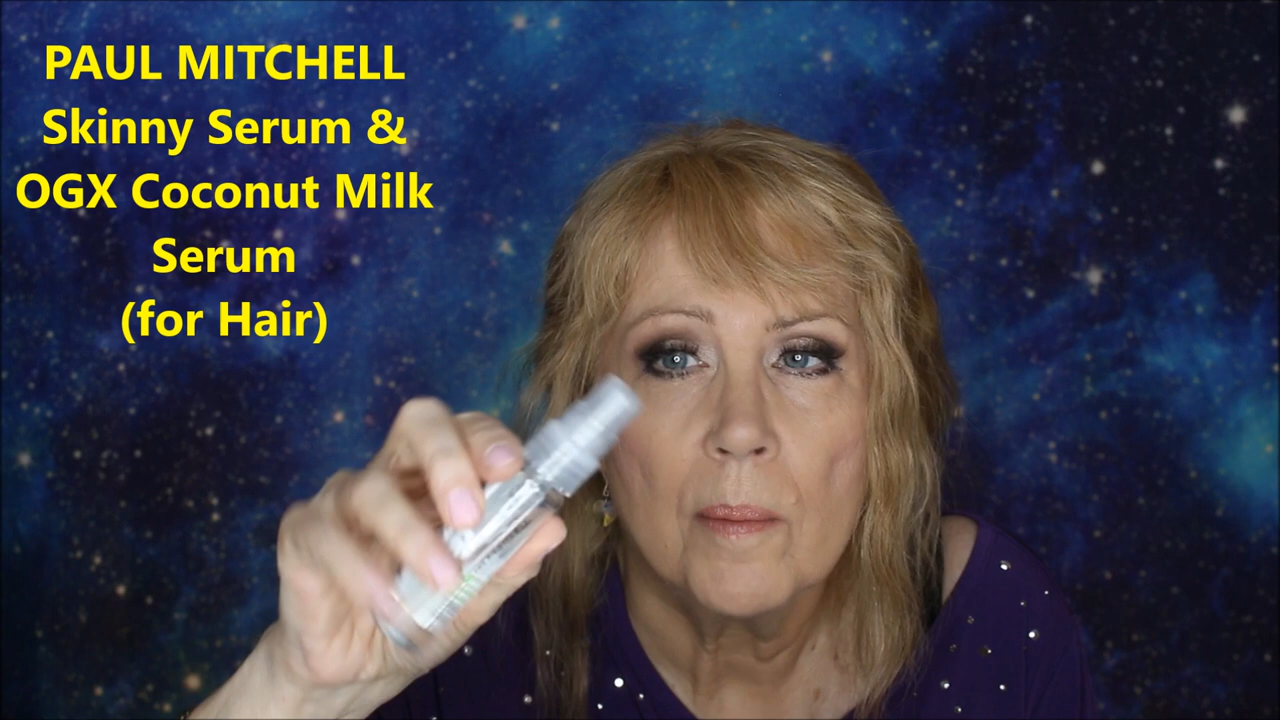 PAUL MITCHELL
Skinny Serum &
OGX Coconut Milk
Serum
(for Hair)